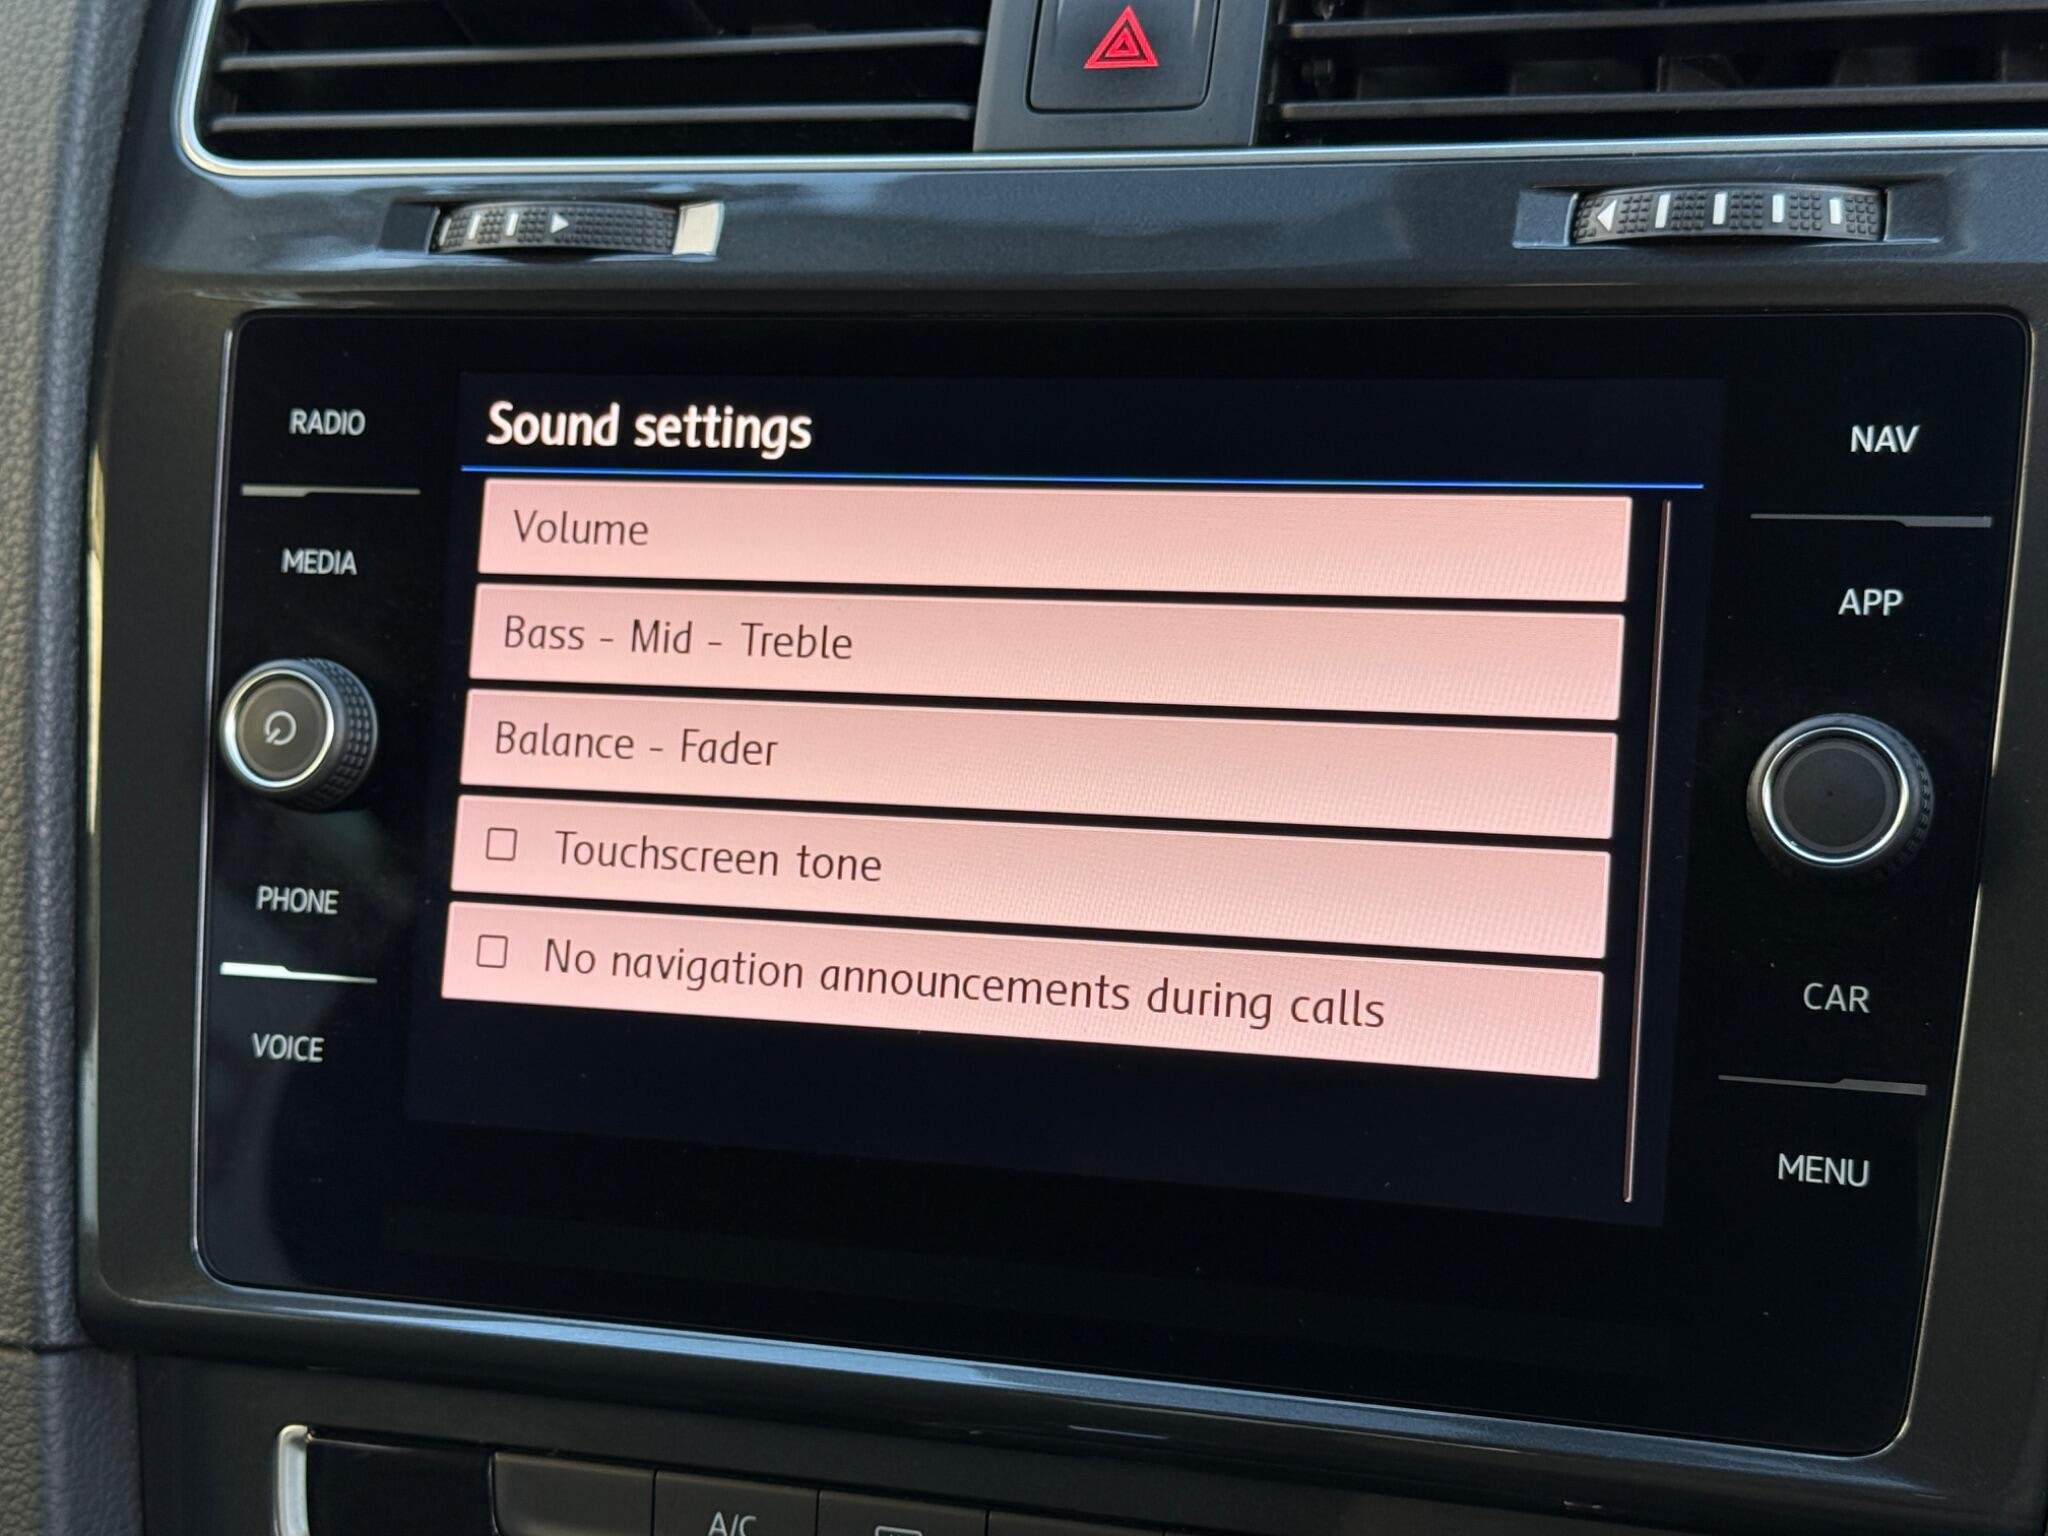 RADIO
MEDIA
PHONE
VOICE
Sound settings
Volume
Bass - Mid - Treble
Balance - Fader
Touchscreen tone
No navigation announcements during calls
NAV
APP
CAR
MENU
A/C